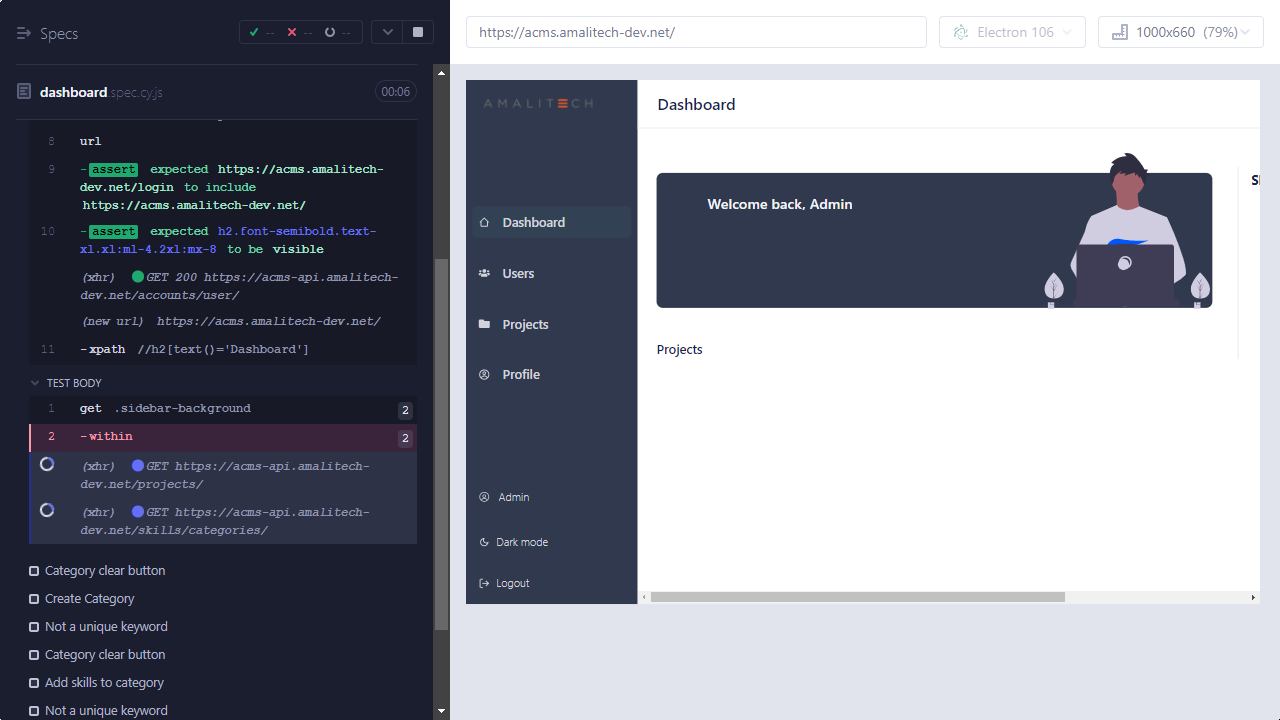 Specs
-- -- --
dashboard.spec.cy.js
00:06
8 url
9 -assert expected https://acms.amalitech-
dev.net/login to include
https://acms.amalitech-dev.net/
10 -assert expected h2.font-semibold.text-
xl.xl:ml-4.2xl:mx-8 to be visible
(xhr) GET 200 https://acms-api.amalitech-
dev.net/accounts/user/
(new url) https://acms.amalitech-dev.net/
11 -xpath //h2[text()='Dashboard']
TEST BODY
1 get .sidebar-background 2
2 -within 2
(xhr) GET https://acms-api.amalitech-
dev.net/projects/
(xhr) GET https://acms-api.amalitech-
dev.net/skills/categories/
Category clear button
Create Category
Not a unique keyword
Category clear button
Add skills to category
Not a unique keyword
https://acms.amalitech-dev.net/
Electron 106
1000x660 (79%)
AMALITECH
Dashboard
Users
Projects
Profile
Admin
Dark mode
Logout
Dashboard
Welcome back, Admin
Projects